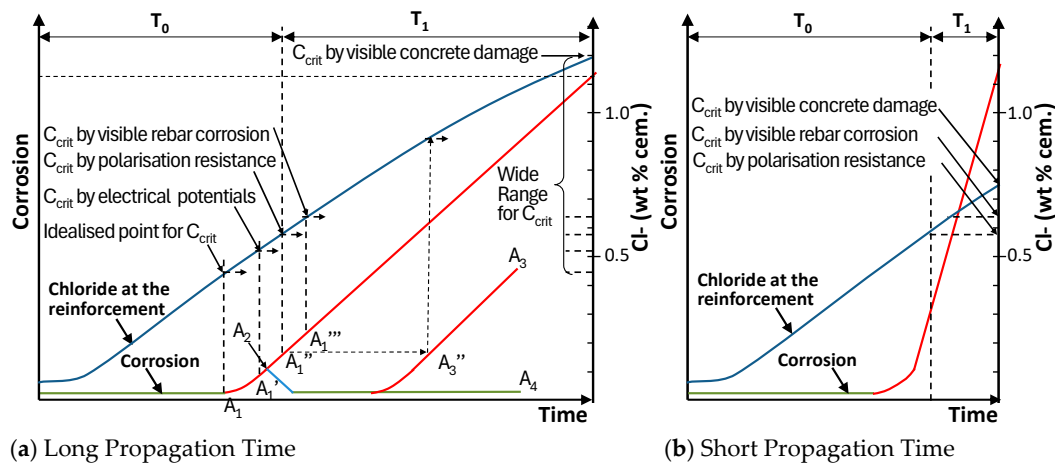 T0
T1
Corrosion
Ccrit by visible concrete damage
Ccrit by visible rebar corrosion
Ccrit by polarisation resistance
Ccrit by electrical potentials
Idealised point for Ccrit
Chloride at the
reinforcement
Corrosion
Wide
Range
for Ccrit
1.0
0.5
Cl- (wt % cem.)
A1
A1'
A1''
A1'''
A2
A3
A3''
A4
Time
(a) Long Propagation Time
T0
T1
Corrosion
Ccrit by visible concrete damage
Ccrit by visible rebar corrosion
Ccrit by polarisation resistance
Chloride at the
reinforcement
Corrosion
1.0
0.5
Cl- (wt % cem.)
Time
(b) Short Propagation Time